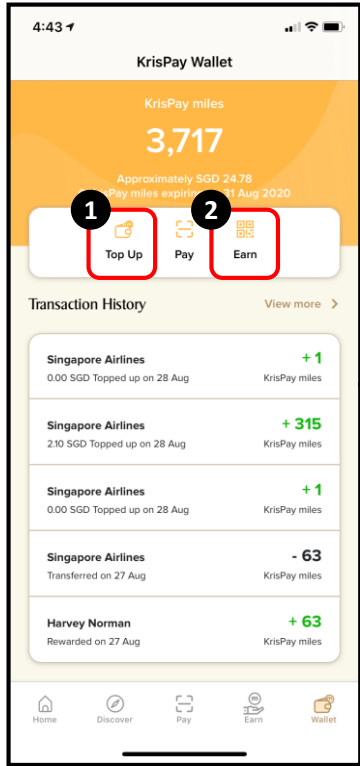 4:43
KrisPay Wallet
KrisPay miles
3,717
Approximately SGD 24.78
Pay miles expirin 31 Aug 2020
1
2
Top Up
Pay
Earn
Transaction History
View more >
Singapore Airlines
+ 1
0.00 SGD Topped up on 28 Aug
KrisPay miles
Singapore Airlines
+ 315
2.10 SGD Topped up on 28 Aug
KrisPay miles
Singapore Airlines
+ 1
0.00 SGD Topped up on 28 Aug
KrisPay miles
Singapore Airlines
- 63
Transferred on 27 Aug
KrisPay miles
Harvey Norman
+ 63
Rewarded on 27 Aug
KrisPay miles
Home
Discover
Pay
Earn
Wallet